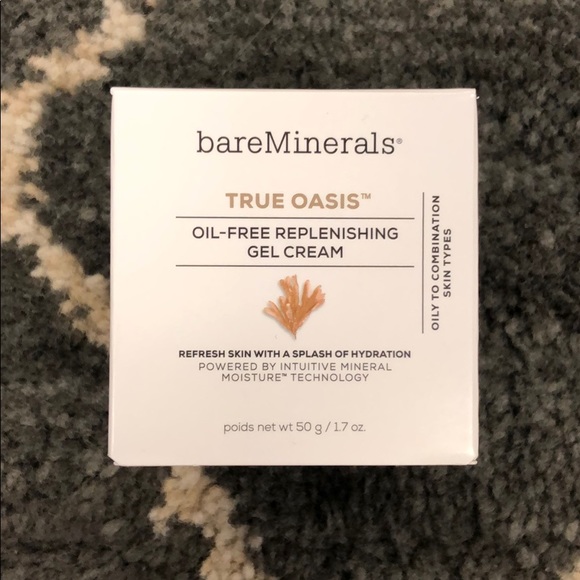 bareMinerals®
TRUE OASIS™
OIL-FREE REPLENISHING
GEL CREAM
OILY TO COMBINATION
SKIN TYPES
REFRESH SKIN WITH A SPLASH OF HYDRATION
POWERED BY INTUITIVE MINERAL
MOISTURE™ TECHNOLOGY
poids net wt 50 g / 1.7 oz.